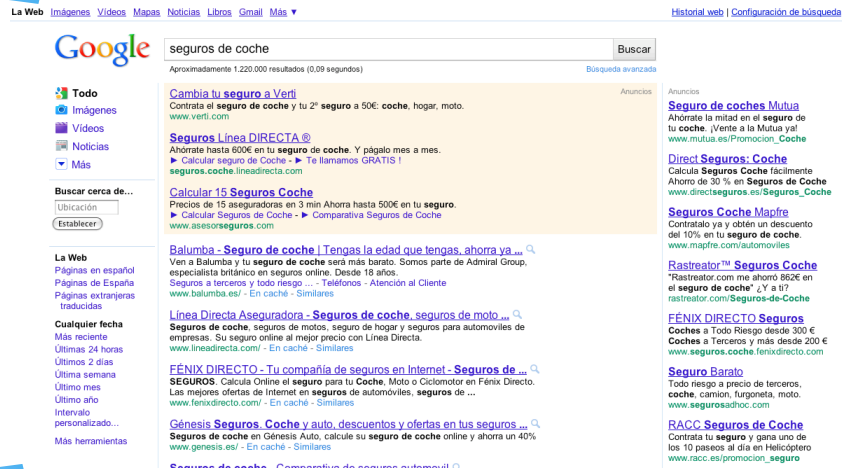 La Web Imágenes Vídeos Mapas Noticias Libros Gmail Más ▼
Historial web | Configuración de búsqueda
Google
seguros de coche
Buscar
Aproximadamente 1.220.000 resultados (0,09 segundos)
Búsqueda avanzada
Todo
Imágenes
Vídeos
Noticias
Más
Buscar cerca de...
Ubicación
Establecer
La Web
Páginas en español
Páginas de España
Páginas extranjeras
traducidas
Cualquier fecha
Más reciente
Últimas 24 horas
Últimos 2 días
Última semana
Último mes
Último año
Intervalo
personalizado...
Más herramientas
Anuncios
Cambia tu seguro a Verti
Contrata el seguro de coche y tu 2º seguro a 50€: coche, hogar, moto.
www.verti.com
Seguros Línea DIRECTA ®
Ahórrate hasta 600€ en tu seguro de coche. Y págalo mes a mes.
► Calcular seguro de Coche - ► Te llamamos GRATIS !
seguros.coche.lineadirecta.com
Calcular 15 Seguros Coche
Precios de 15 aseguradoras en 3 min Ahorra hasta 500€ en tu seguro.
► Calcular Seguros de Coche - ► Comparativa Seguros de Coche
www.asesorseguros.com
Balumba - Seguro de coche | Tengas la edad que tengas, ahorra ya ...
Ven a Balumba y tu seguro de coche será más barato. Somos parte de Admiral Group,
especialista británico en seguros online. Desde 18 años.
Seguros a terceros y todo riesgo ... - Teléfonos - Atención al Cliente
www.balumba.es/ - En caché - Similares
Línea Directa Aseguradora - Seguros de coche, seguros de moto ...
Seguros de coche, seguros de motos, seguro de hogar y seguros para automoviles de
empresas. Su seguro online al mejor precio con Línea Directa.
www.lineadirecta.com/ - En caché - Similares
FÉNIX DIRECTO - Tu compañía de seguros en Internet - Seguros de ...
SEGUROS. Calcula Online el seguro para tu Coche, Moto o Ciclomotor en Fénix Directo.
Las mejores ofertas de Internet en seguros de automóviles, seguros de ...
www.fenixdirecto.com/ - En caché - Similares
Génesis Seguros. Coche y auto, descuentos y ofertas en tus seguros ...
Seguros de coche en Génesis Auto, calcule su seguro de coche online y ahorra un 40%
www.genesis.es/ - En caché - Similares
Seguros de coche - Comparativa de seguros automovil
Anuncios
Seguro de coches Mutua
Ahórrate la mitad en el seguro de
tu coche. ¡Vente a la Mutua ya!
www.mutua.es/Promocion_Coche
Direct Seguros: Coche
Calcula Seguros Coche fácilmente
Ahorro de 30 % en Seguros de Coche
www.directseguros.es/Seguros_Coche
Seguros Coche Mapfre
Contratalo ya y obtén un descuento
del 10% en tu seguro de coche.
www.mapfre.com/automoviles
Rastreator™ Seguros Coche
"Rastreator.com me ahorró 862€ en
el seguro de coche" ¿Y a ti?
rastreator.com/Seguros-de-Coche
FÉNIX DIRECTO Seguros
Coches a Todo Riesgo desde 300 €
Coches a Terceros y más desde 200 €
www.seguros.coche.fenixdirecto.com
Seguro Barato
Todo riesgo a precio de terceros,
coche, camion, furgoneta, moto.
www.segurosadhoc.com
RACC Seguros de Coche
Contrata tu seguro y gana uno de
los 10 paseos al día en Helicóptero
www.racc.es/promocion_seguro